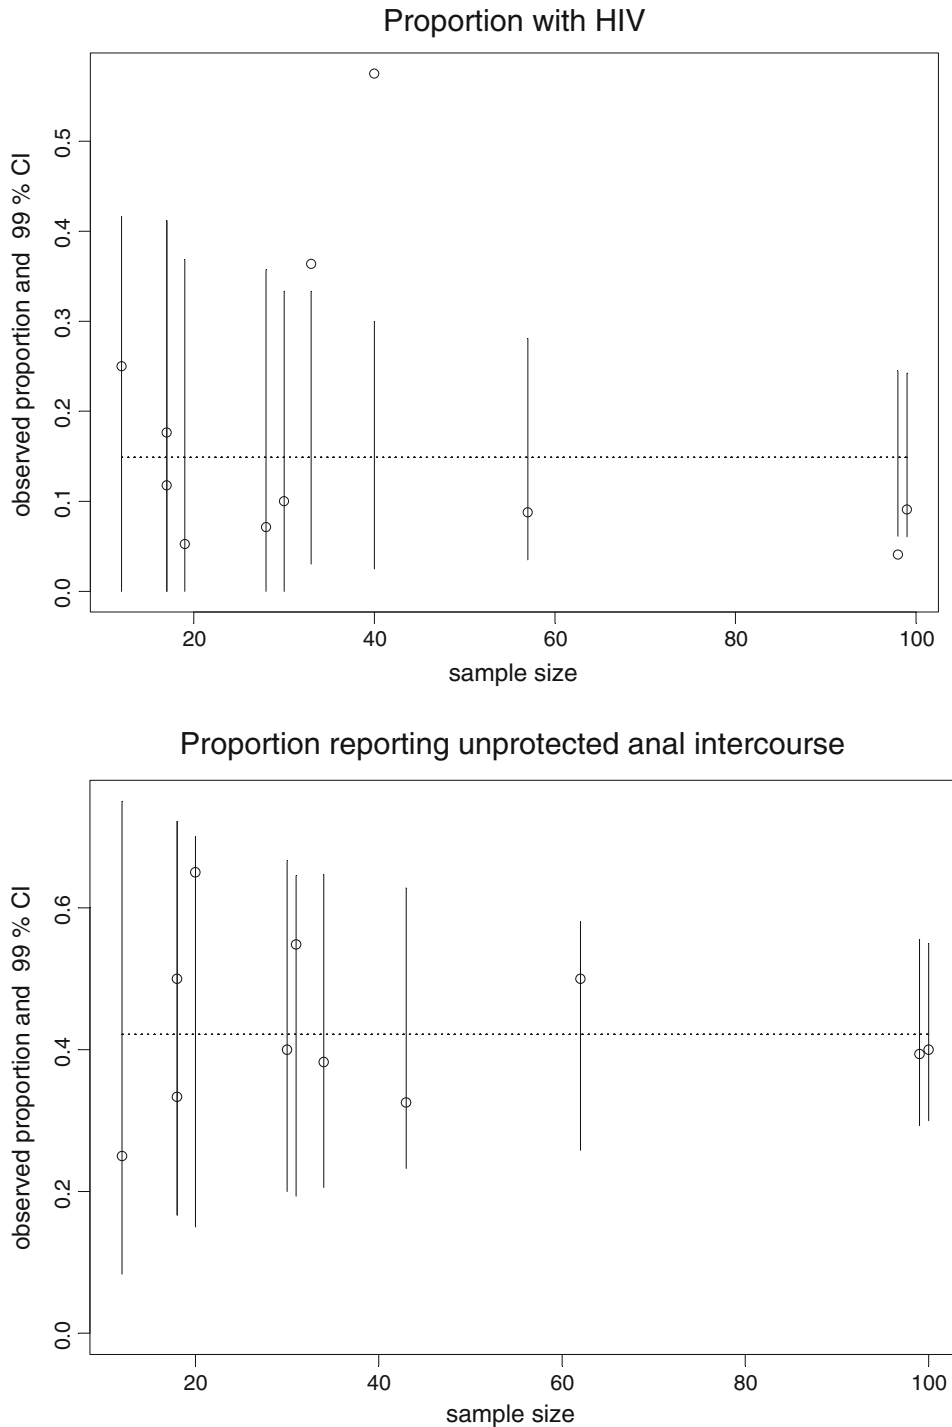 Proportion with HIV
observed proportion and 99 % CI
0.5
0.4
0.3
0.2
0.1
0.0
20 40 60 80 100
sample size
Proportion reporting unprotected anal intercourse
observed proportion and 99 % CI
0.6
0.4
0.2
0.0
20 40 60 80 100
sample size